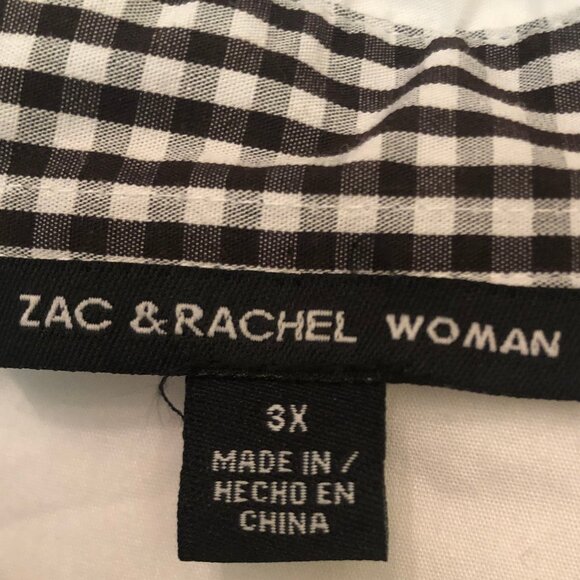 ZAC & RACHEL WOMAN
3X
MADE IN /
HECHO EN
CHINA